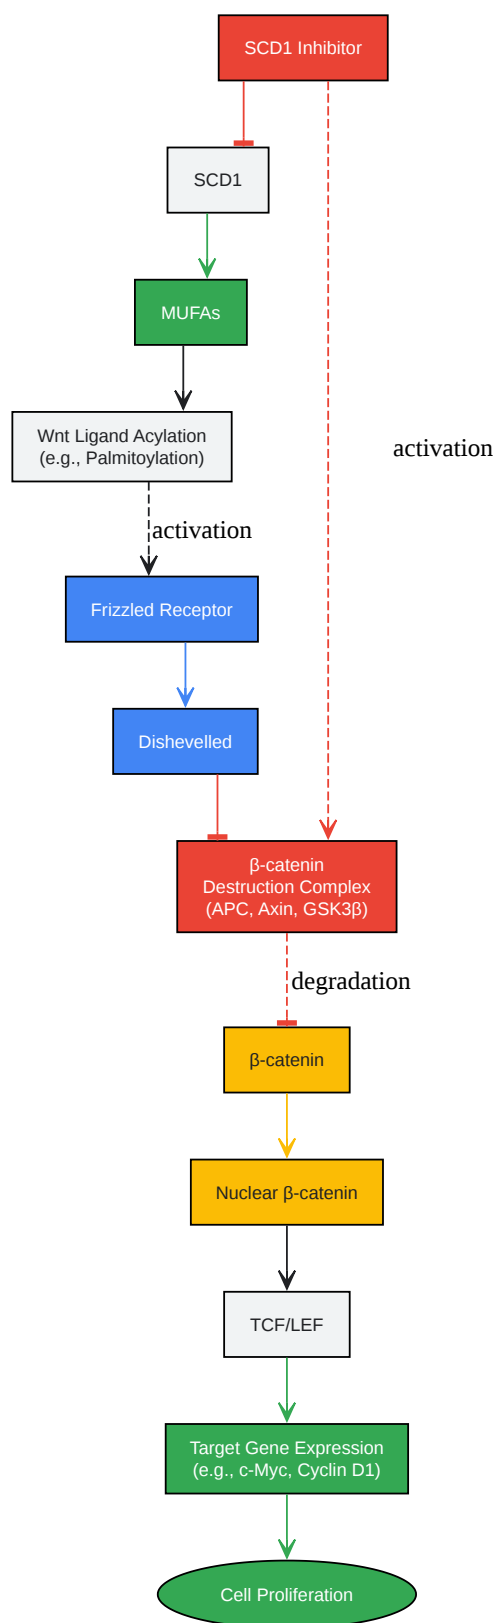 SCD1 Inhibitor
SCD1
MUFAs
Wnt Ligand Acylation
(e.g., Palmitoylation)
activation
activation
Frizzled Receptor
Dishevelled
β-catenin
Destruction Complex
(APC, Axin, GSK3β)
degradation
β-catenin
Nuclear β-catenin
TCF/LEF
Target Gene Expression
(e.g., c-Myc, Cyclin D1)
Cell Proliferation